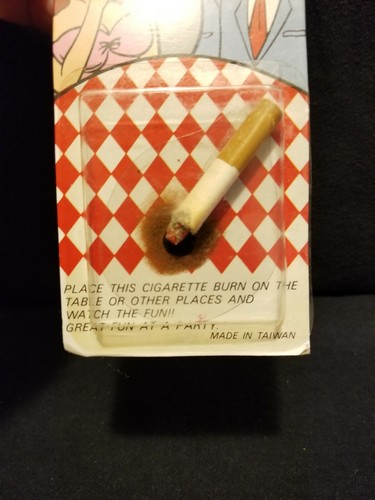 PLACE THIS CIGARETTE BURN ON THE
TABLE OR OTHER PLACES AND
WATCH THE FUN!!
GREAT FUN AT A PARTY.
MADE IN TAIWAN